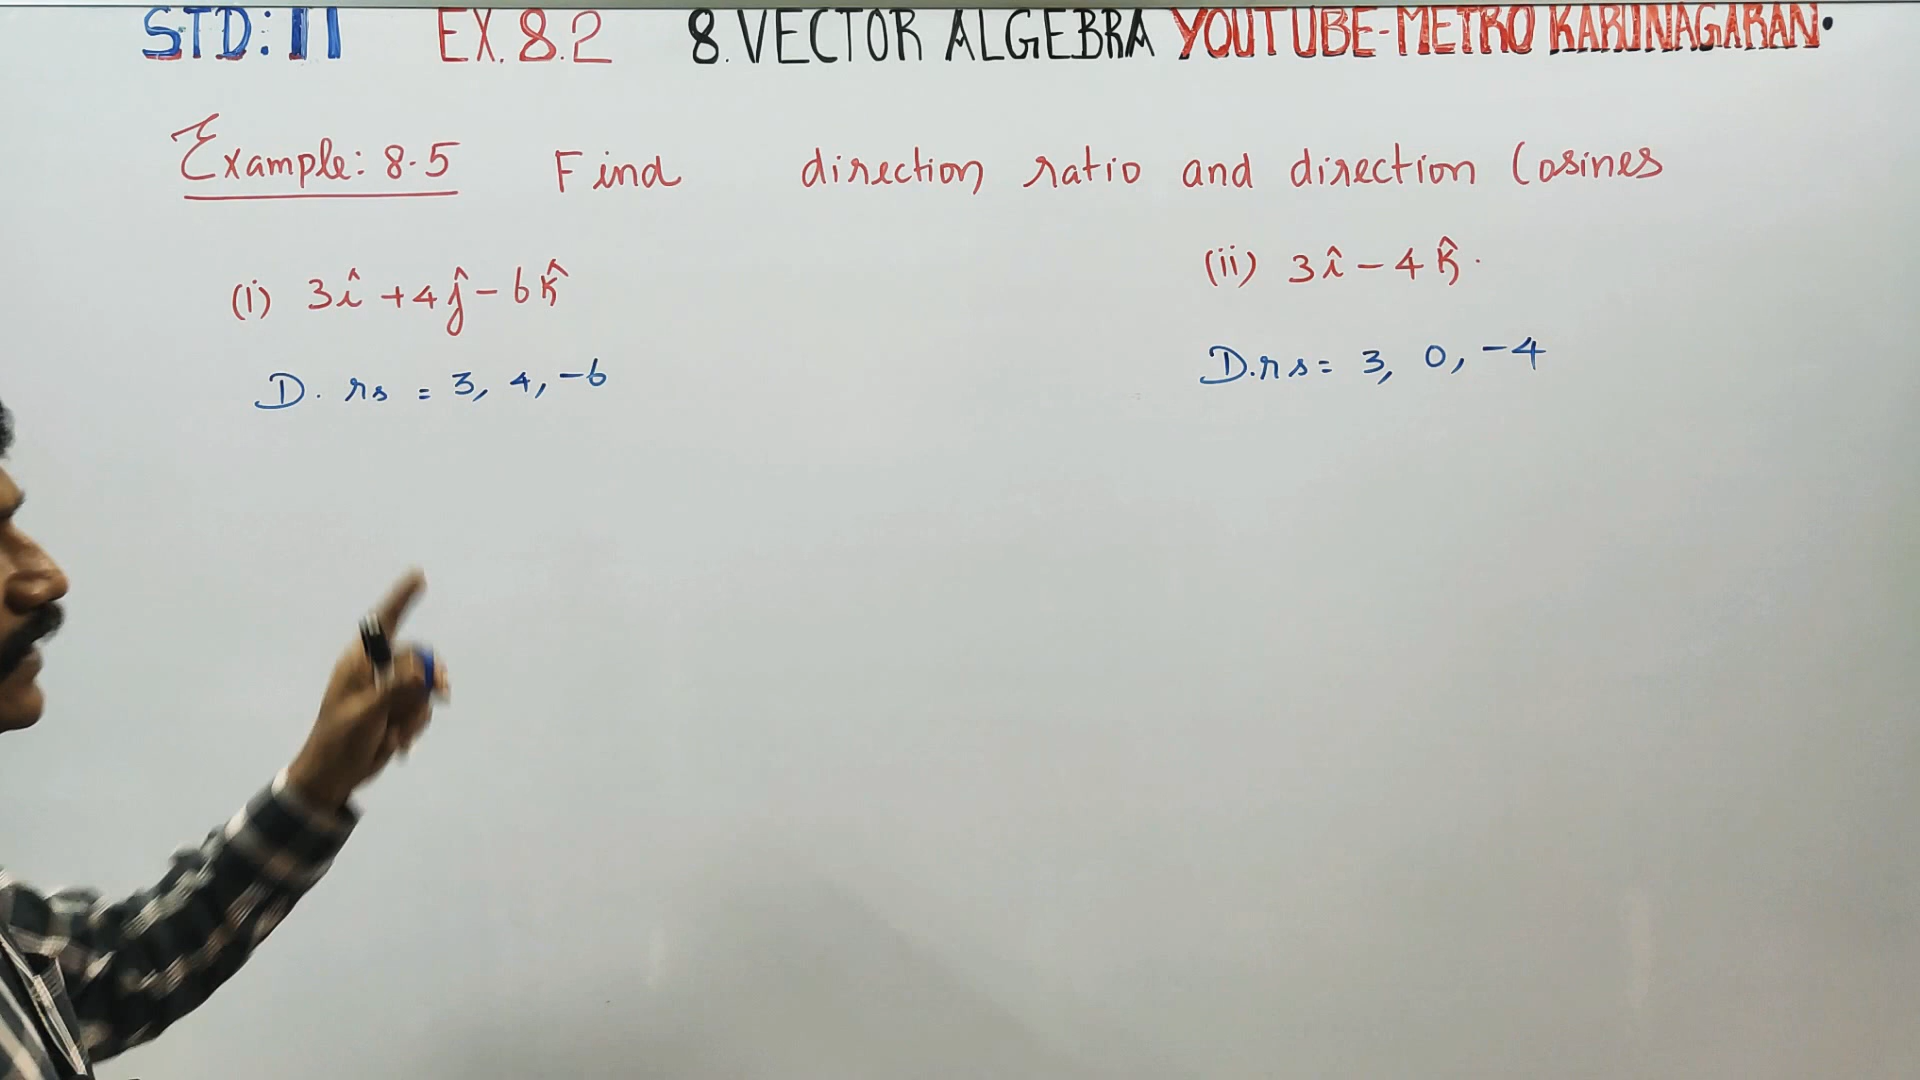 STD: 11 EX. 8.2 8. VECTOR ALGEBRA YOUTUBE-METRO KARUNAGARAN.
Example: 8.5 Find direction ratio and direction Cosines
(i) 3î + 4ĵ - 6k̂
(ii) 3î - 4k̂.
D. rs = 3, 4, -6
D.rs = 3, 0, -4